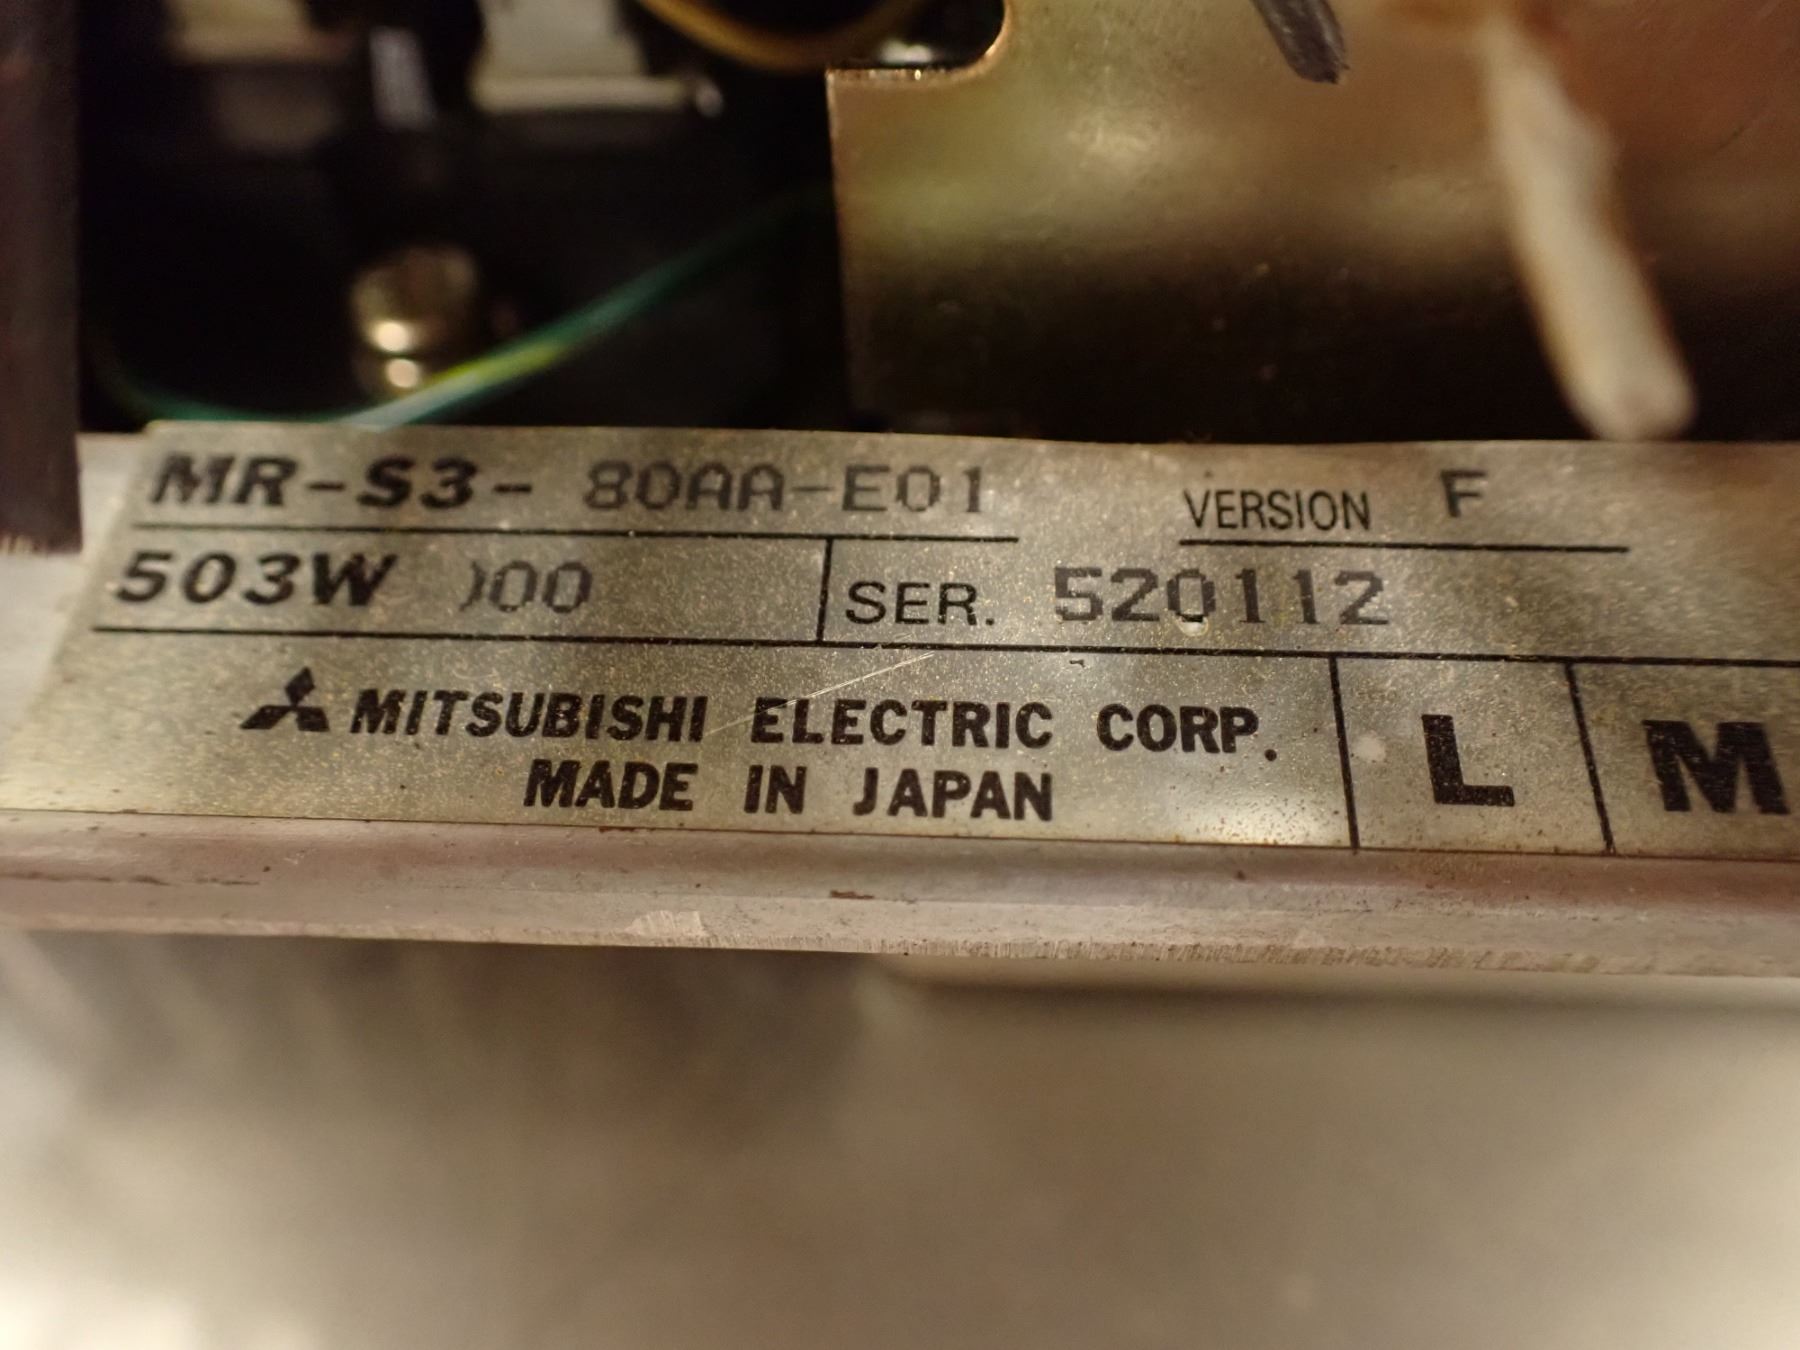 MR-S3- 80AA-E01 VERSION F
503W )00 SER. 520112
MITSUBISHI ELECTRIC CORP. L M
MADE IN JAPAN